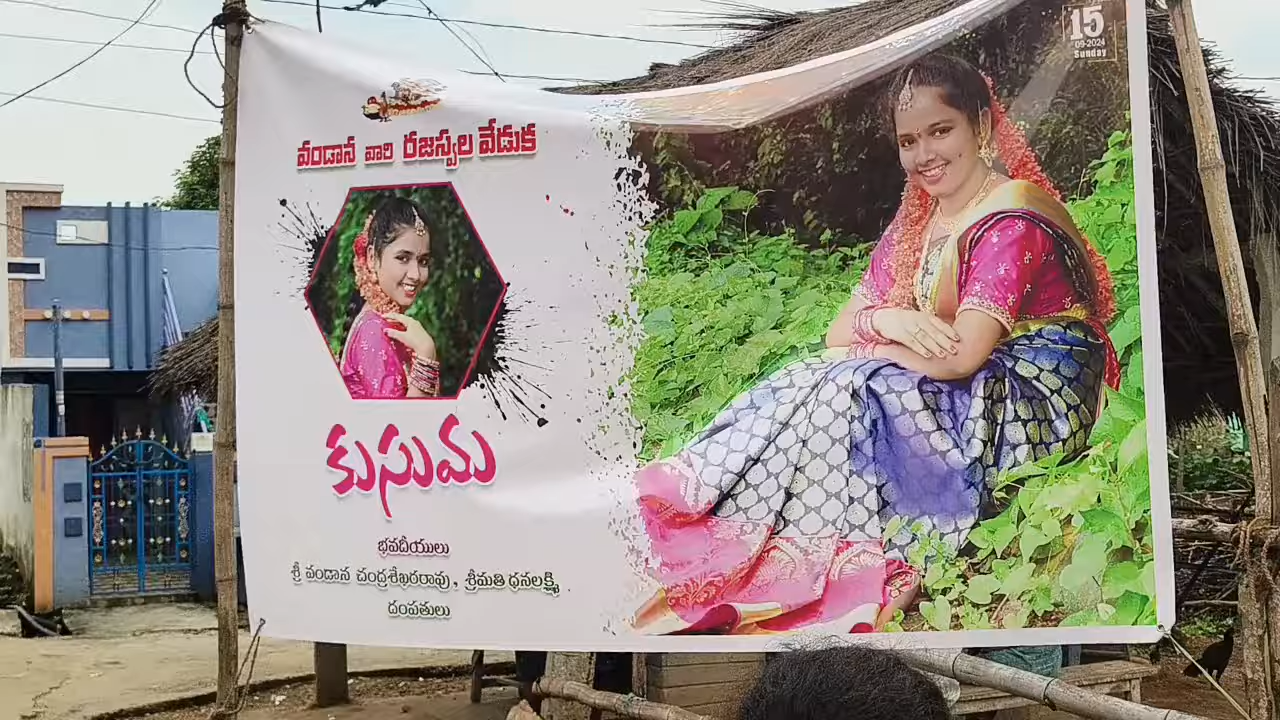 వండాన వారి రజస్వల వేడుక
15
09-2024
Sunday
కుసుమ
భవదీయులు
శ్రీ వండాన చంద్రశేఖరరావు, శ్రీమతి ధనలక్ష్మి
దంపతులు